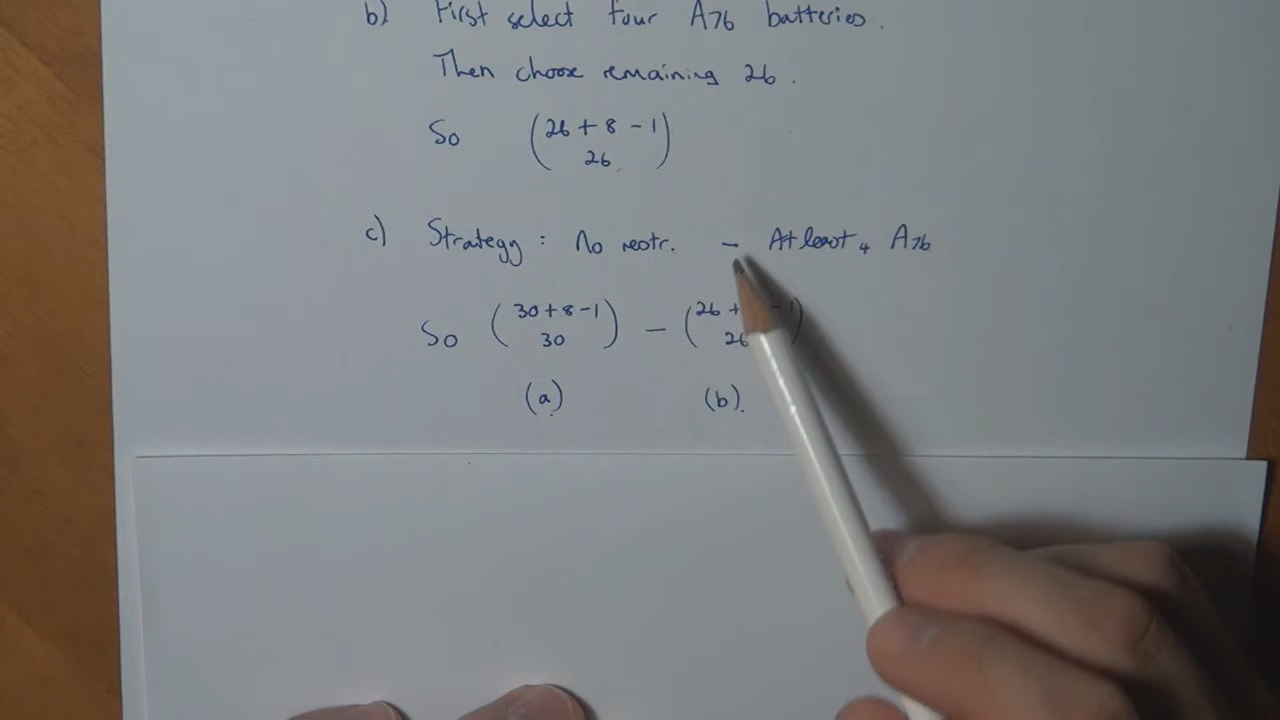 b) First select four A76 batteries.
Then choose remaining 26.
So (26 + 8 - 1
26)
c) Strategy : No restr. - At least 4 A76
So (30 + 8 - 1
30) - (26 + - 1
26)
(a) (b).